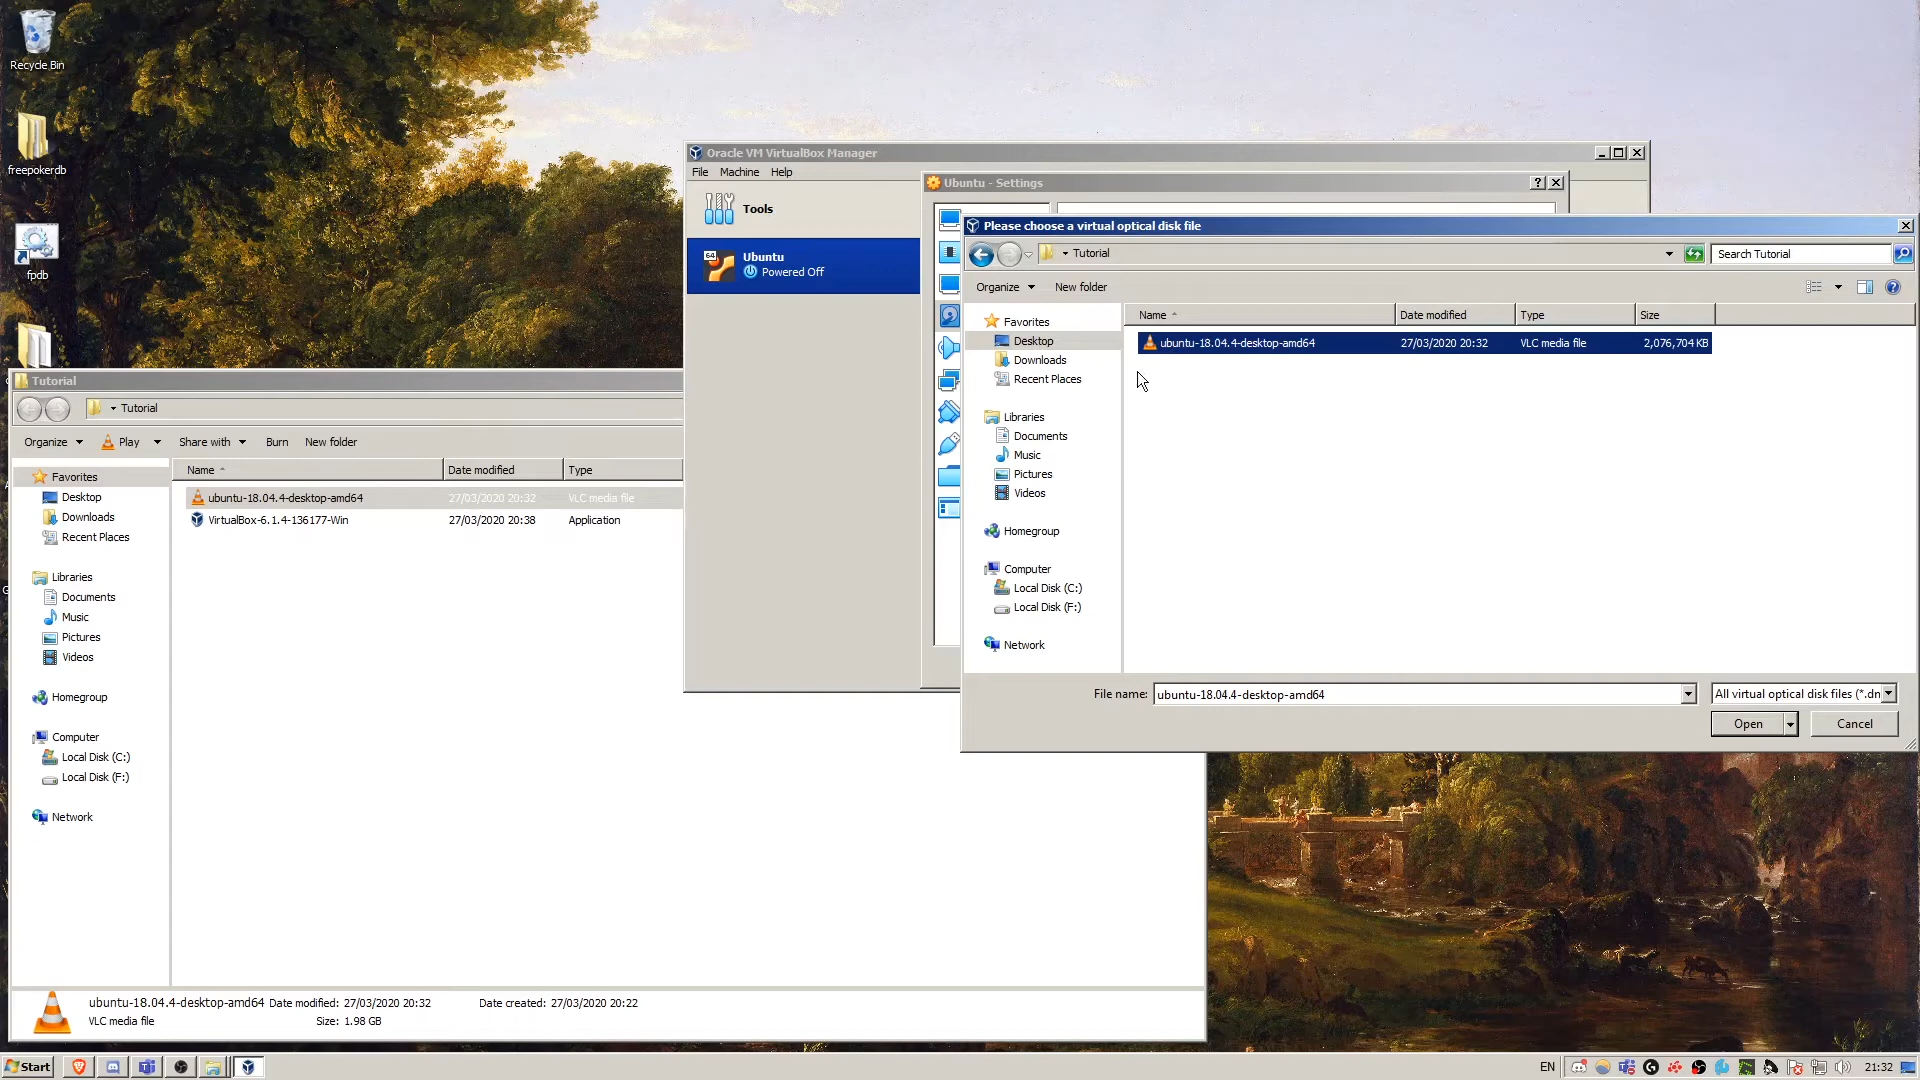 Recycle Bin
freepokerdb
fpdb
Oracle VM VirtualBox Manager
File Machine Help
Tools
64
Ubuntu
Powered Off
Ubuntu - Settings
Please choose a virtual optical disk file
Tutorial
Search Tutorial
Organize New folder
Favorites
Desktop
Downloads
Recent Places
Libraries
Documents
Music
Pictures
Videos
Homegroup
Computer
Local Disk (C:)
Local Disk (F:)
Network
Name Date modified Type Size
ubuntu-18.04.4-desktop-amd64 27/03/2020 20:32 VLC media file 2,076,704 KB
File name: ubuntu-18.04.4-desktop-amd64 All virtual optical disk files (*.dn
Open Cancel
Tutorial
Tutorial
Organize Play Share with Burn New folder
Favorites
Desktop
Downloads
Recent Places
Libraries
Documents
Music
Pictures
Videos
Homegroup
Computer
Local Disk (C:)
Local Disk (F:)
Network
Name Date modified Type
ubuntu-18.04.4-desktop-amd64 27/03/2020 20:32 VLC media file
VirtualBox-6.1.4-136177-Win 27/03/2020 20:38 Application
ubuntu-18.04.4-desktop-amd64 Date modified: 27/03/2020 20:32 Date created: 27/03/2020 20:22
VLC media file Size: 1.98 GB
Start EN 21:32